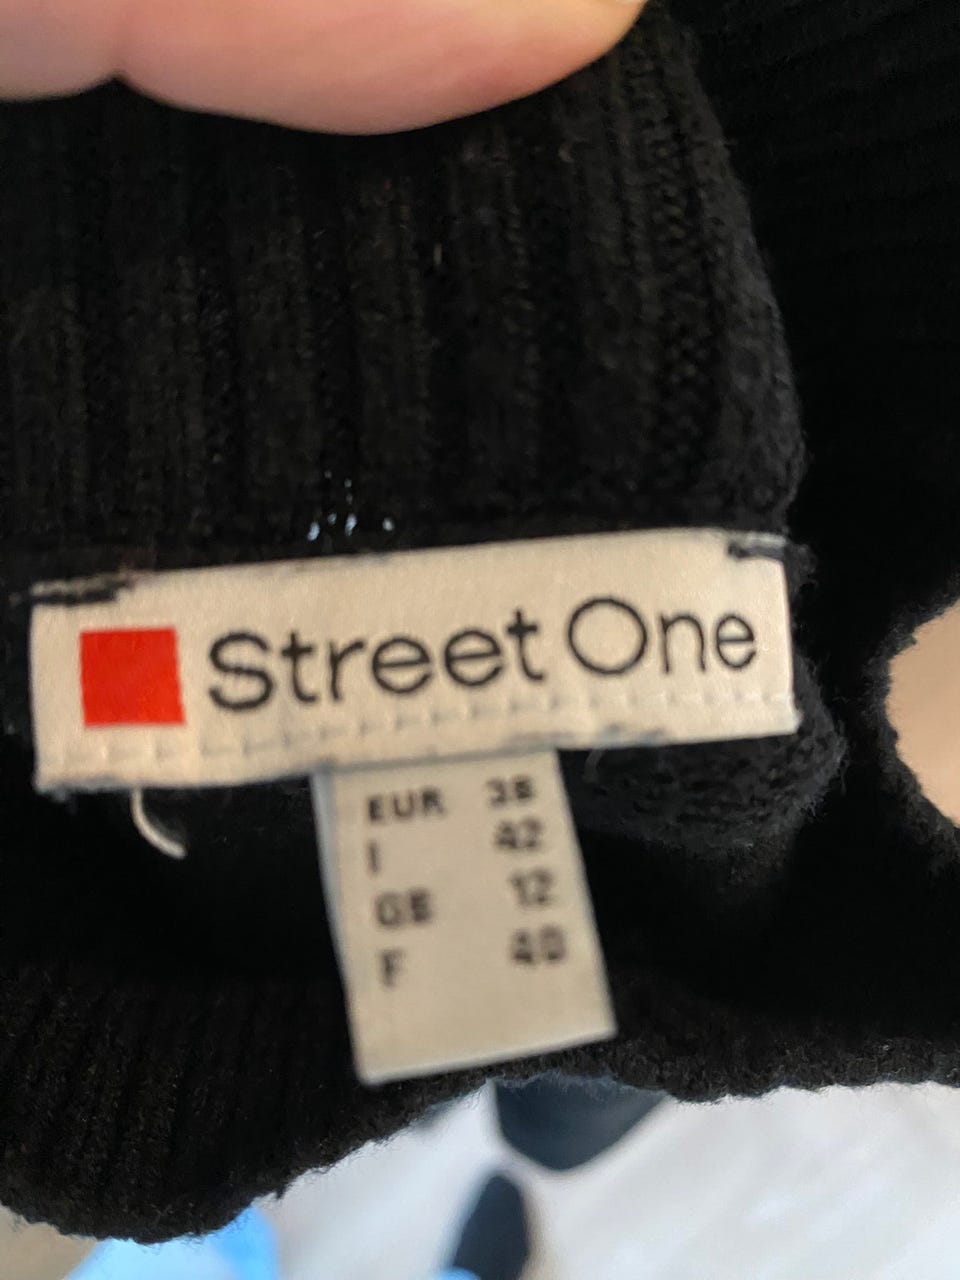 Street One
EUR 38
I 42
GB 12
F 40